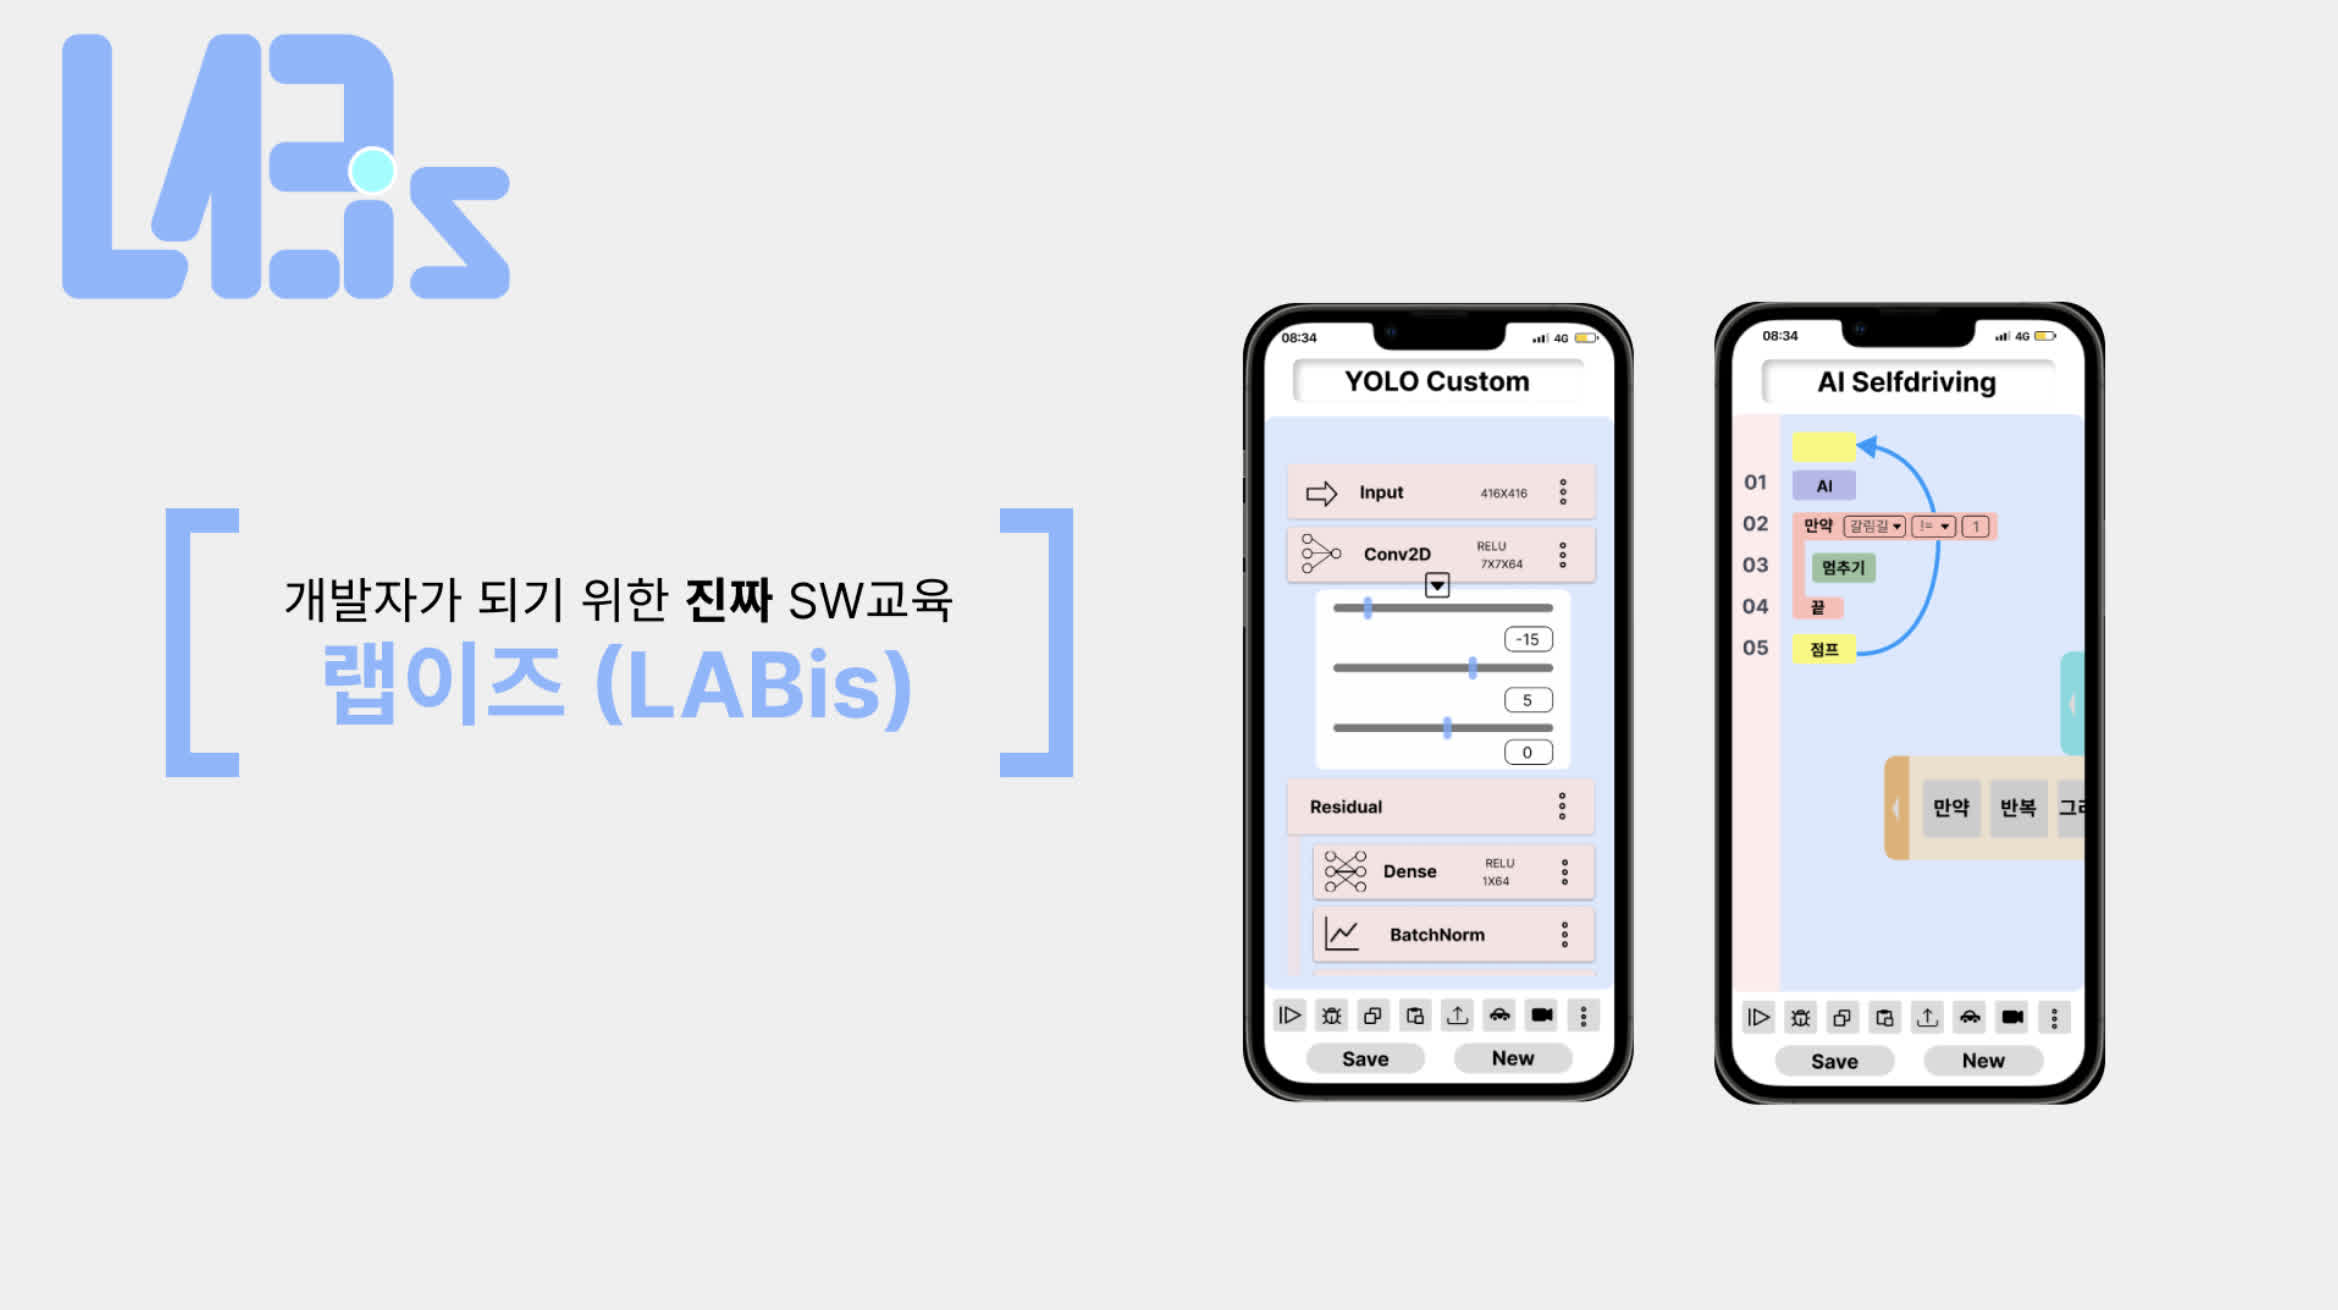 LABis
개발자가 되기 위한 진짜 SW교육
랩이즈 (LABis)
08:34
4G
YOLO Custom
Input 416X416
Conv2D RELU
7X7X64
-15
5
0
Residual
Dense RELU
1X64
BatchNorm
Save New
08:34
4G
AI Selfdriving
01 AI
02 만약 갈림길 != 1
03 멈추기
04 끝
05 점프
만약 반복
Save New